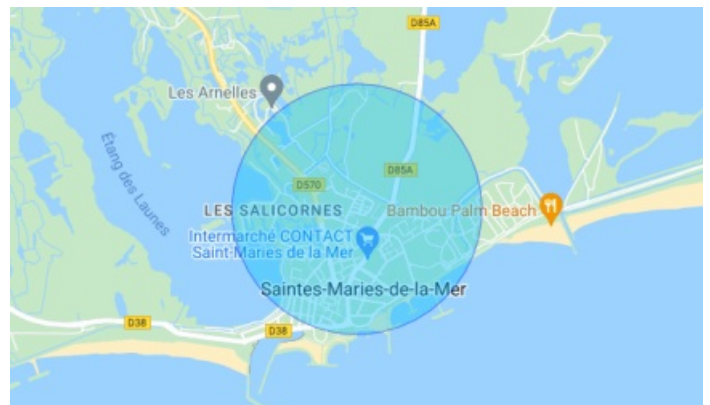 D85A
Les Arnelles
Étang des Launes
D85A
D570
LES SALICORNES
Bambou Palm Beach
Intermarché CONTACT
Saint-Maries de la Mer
Saintes-Maries-de-la-Mer
D38
D38